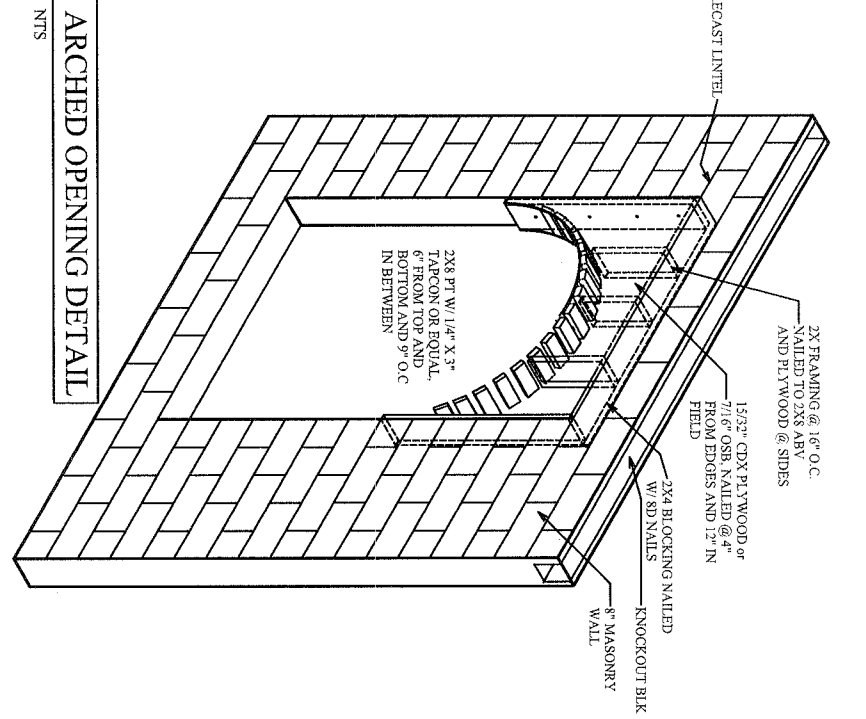 ECAST LINTEL
2X FRAMING @ 16" O.C.
NAILED TO 2X8 ABV
AND PLYWOOD @ SIDES
15/32" CDX PLYWOOD or
7/16" OSB, NAILED @ 4"
FROM EDGES AND 12" IN
FIELD
2X4 BLOCKING NAILED
W/ 8D NAILS
KNOCKOUT BLK
8" MASONRY
WALL
2X8 PT W/ 1/4" X 3"
TAPCON OR EQUAL,
6" FROM TOP AND
BOTTOM AND 9" O.C
IN BETWEEN
ARCHED OPENING DETAIL
NTS